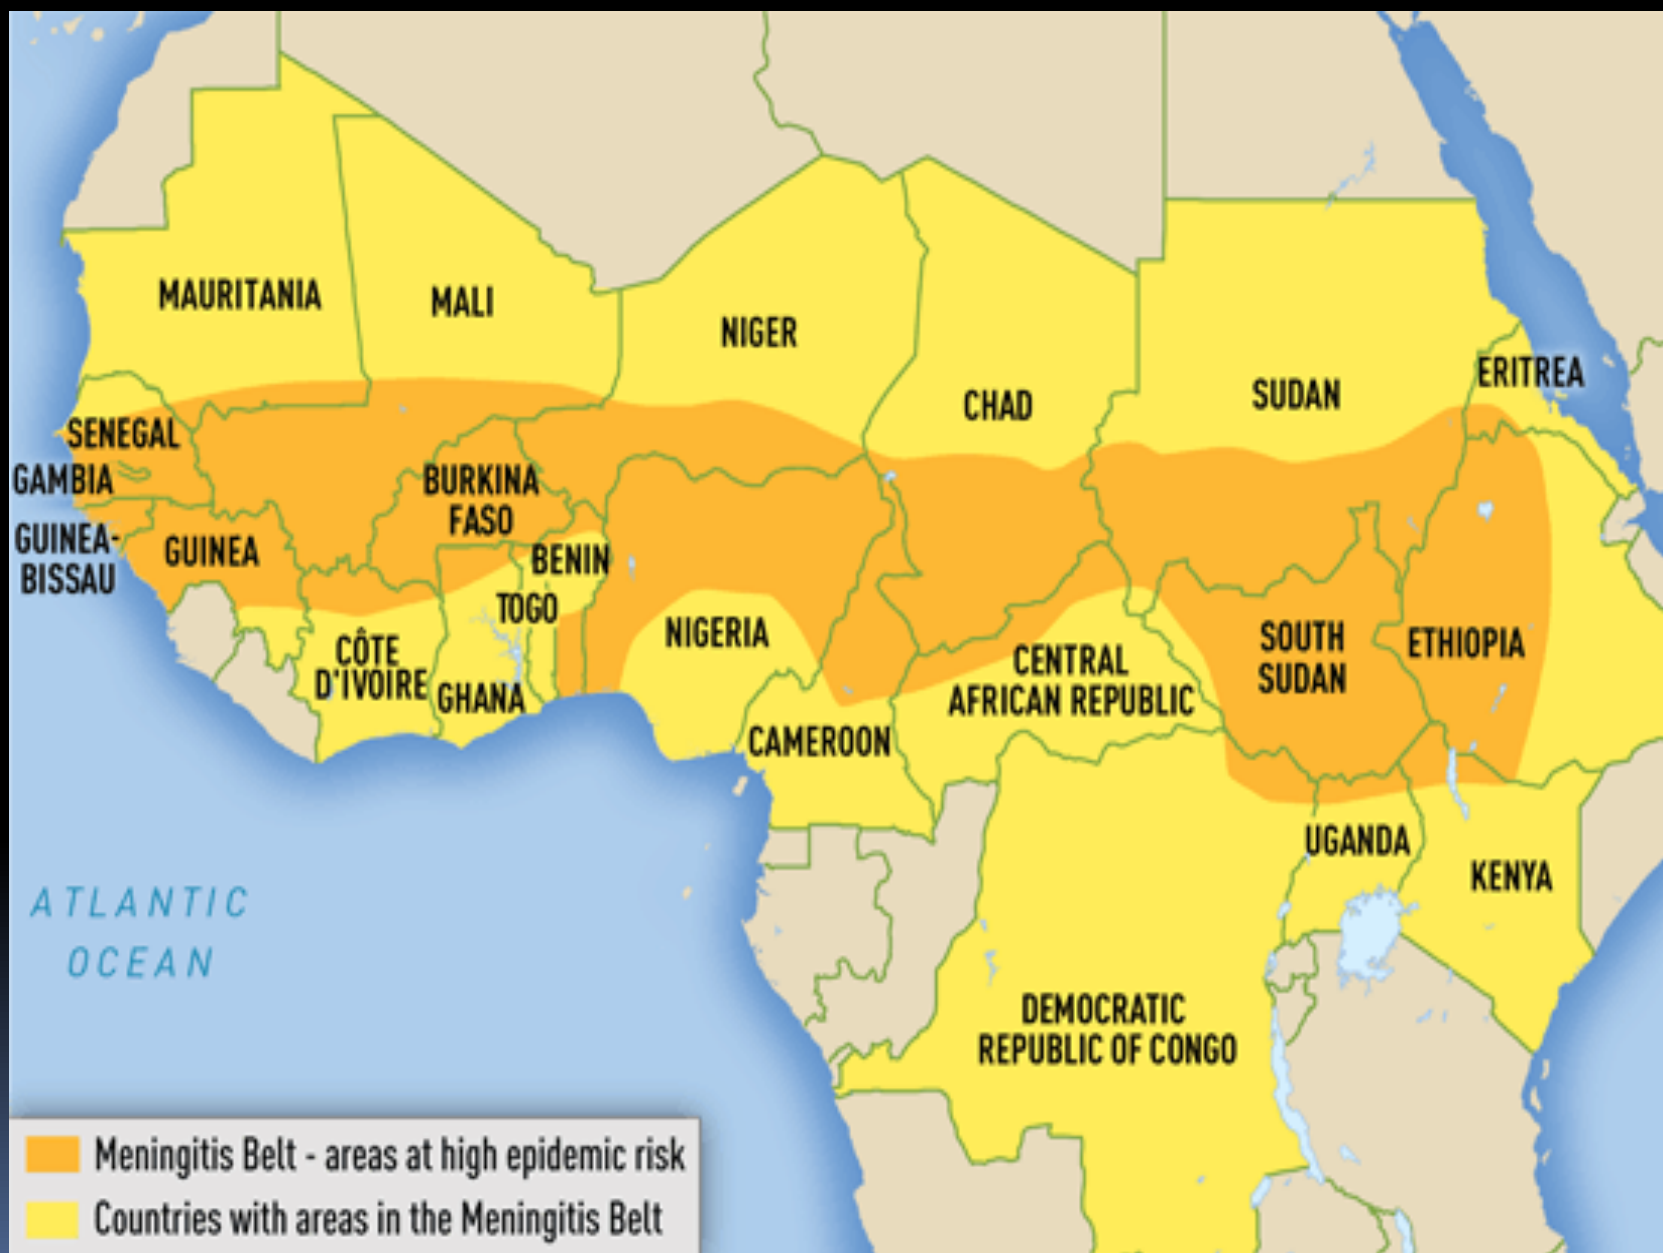 MAURITANIA
MALI
NIGER
CHAD
SUDAN
ERITREA
SENEGAL
GAMBIA
GUINEA-
BISSAU
GUINEA
BURKINA
FASO
BENIN
TOGO
CÔTE
D'IVOIRE
GHANA
NIGERIA
CAMEROON
CENTRAL
AFRICAN REPUBLIC
SOUTH
SUDAN
ETHIOPIA
UGANDA
KENYA
DEMOCRATIC
REPUBLIC OF CONGO
ATLANTIC
OCEAN
Meningitis Belt - areas at high epidemic risk
Countries with areas in the Meningitis Belt